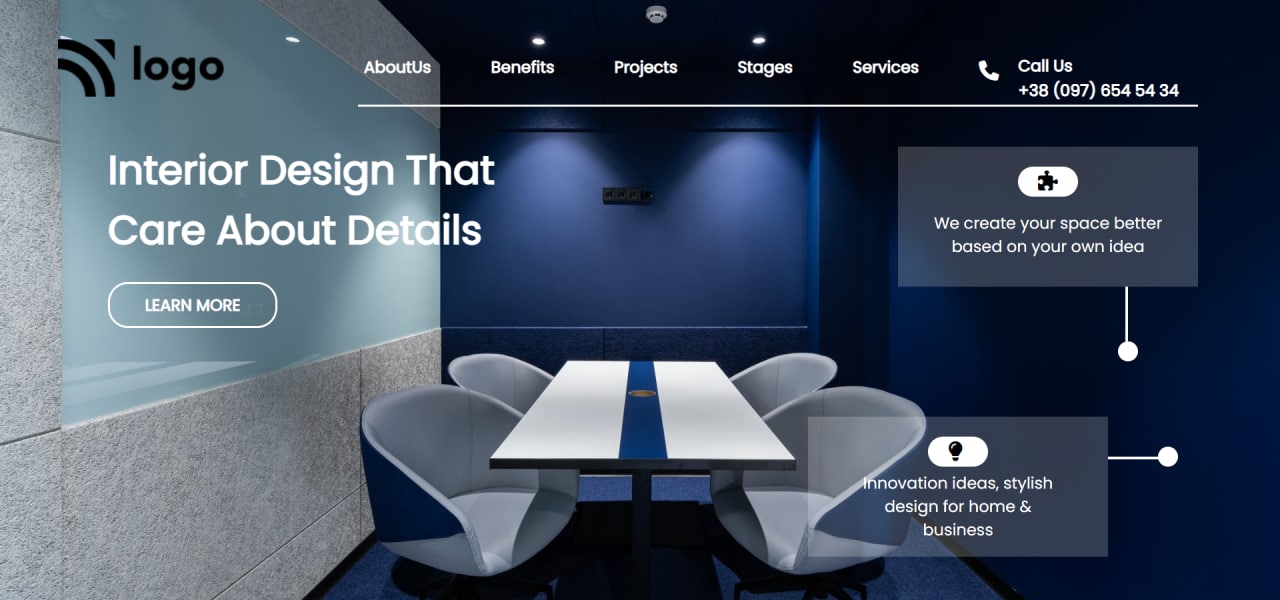 logo
AboutUs
Benefits
Projects
Stages
Services
Call Us
+38 (097) 654 54 34
Interior Design That
Care About Details
LEARN MORE
We create your space better
based on your own idea
Innovation ideas, stylish
design for home &
business